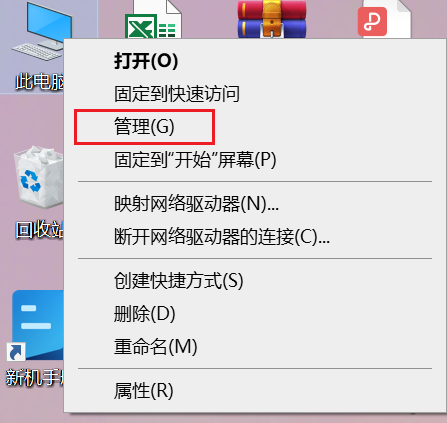 此电脑
打开(O)
固定到快速访问
管理(G)
固定到“开始”屏幕(P)
映射网络驱动器(N)...
回收站
断开网络驱动器的连接(C)...
创建快捷方式(S)
删除(D)
重命名(M)
新机手
属性(R)